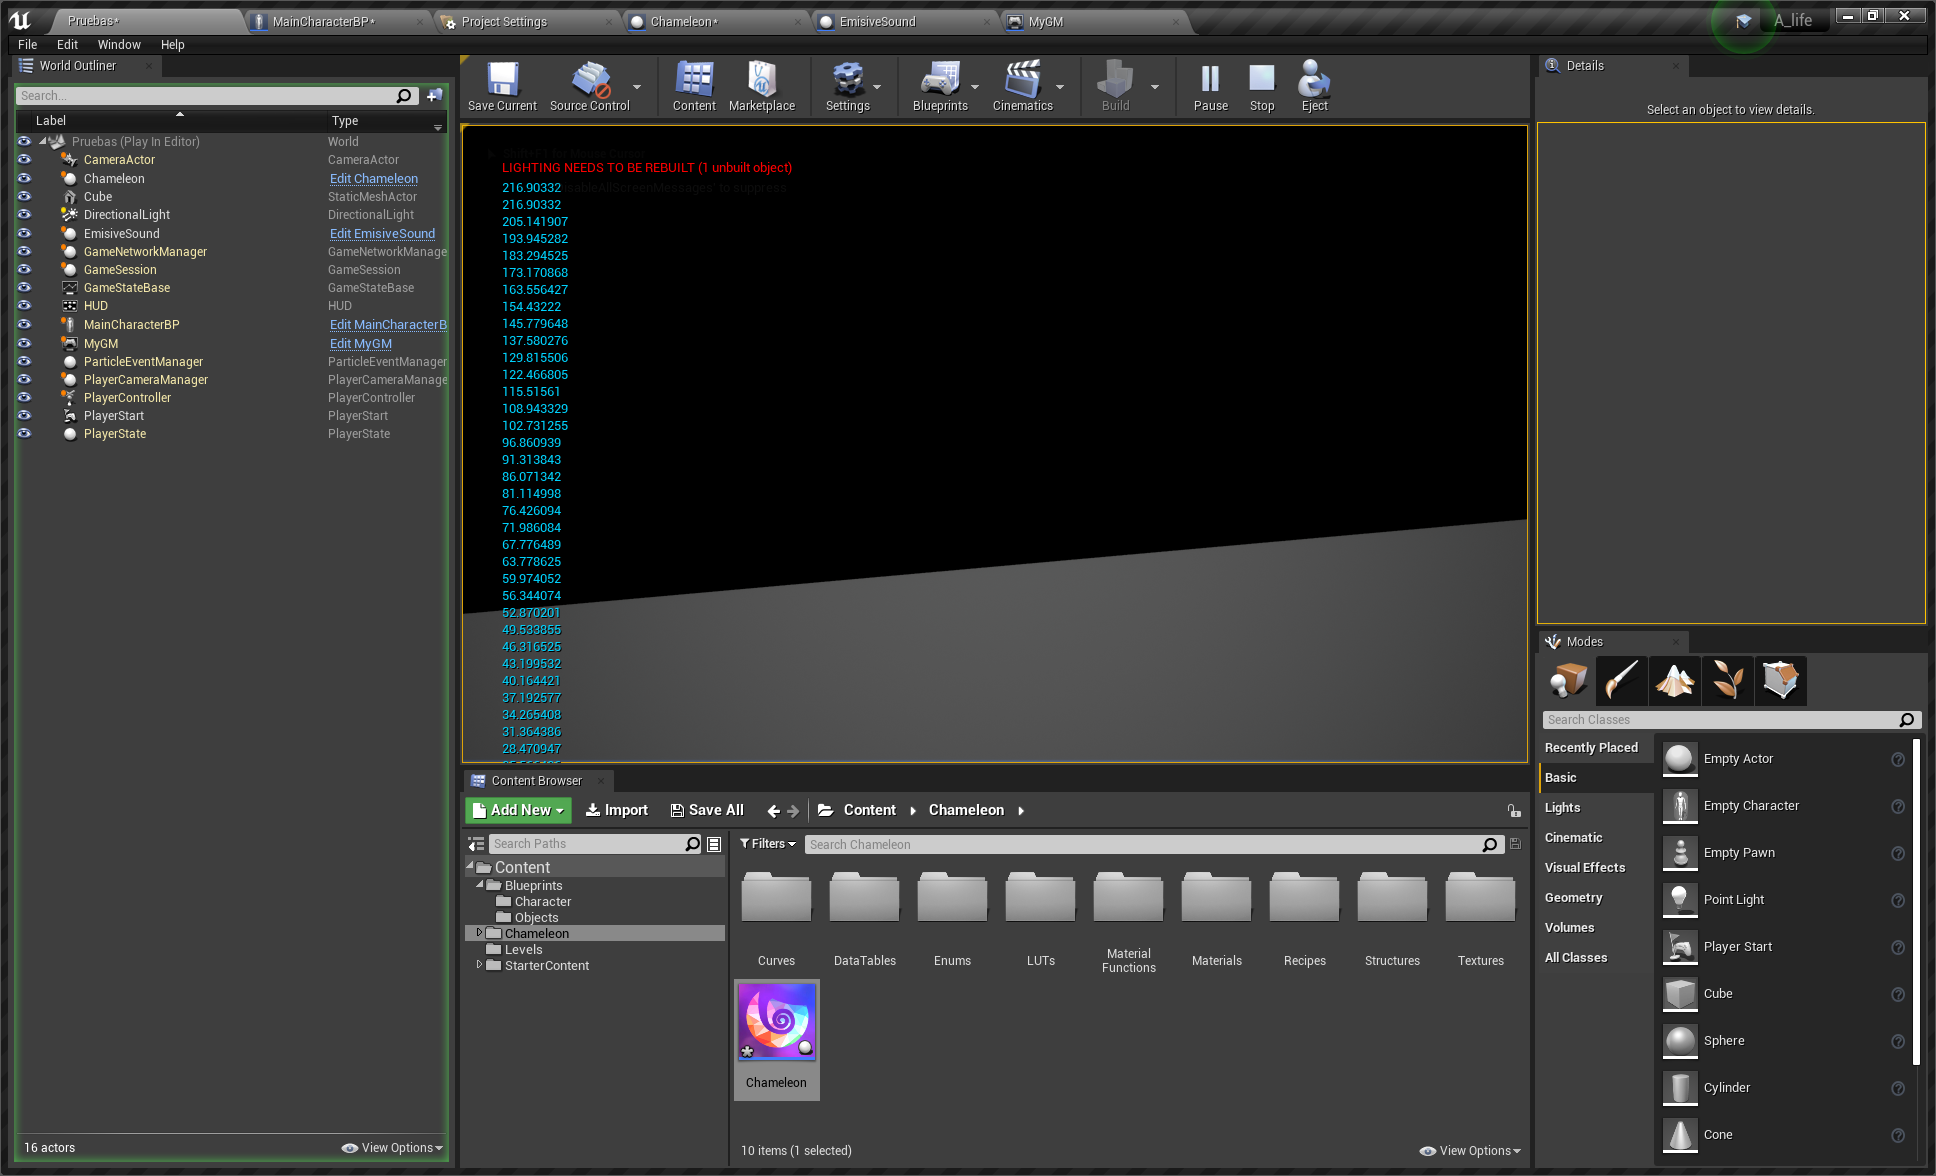 Pruebas*
MainCharacterBP*
Project Settings
Chameleon*
EmisiveSound
MyGM
A_life
File
Edit
Window
Help
World Outliner
Search...
Label
Type
Pruebas (Play In Editor)
World
CameraActor
CameraActor
Chameleon
Edit Chameleon
Cube
StaticMeshActor
DirectionalLight
DirectionalLight
EmisiveSound
Edit EmisiveSound
GameNetworkManager
GameNetworkManage
GameSession
GameSession
GameStateBase
GameStateBase
HUD
HUD
MainCharacterBP
Edit MainCharacterB
MyGM
Edit MyGM
ParticleEventManager
ParticleEventManager
PlayerCameraManager
PlayerCameraManage
PlayerController
PlayerController
PlayerStart
PlayerStart
PlayerState
PlayerState
16 actors
View Options
Save Current
Source Control
Content
Marketplace
Settings
Blueprints
Cinematics
Build
Pause
Stop
Eject
LIGHTING NEEDS TO BE REBUILT (1 unbuilt object)
216.90332 isableAllScreenMessages' to suppress
216.90332
205.141907
193.945282
183.294525
173.170868
163.556427
154.43222
145.779648
137.580276
129.815506
122.466805
115.51561
108.943329
102.731255
96.860939
91.313843
86.071342
81.114998
76.426094
71.986084
67.776489
63.778625
59.974052
56.344074
52.870201
49.533855
46.316525
43.199532
40.164421
37.192577
34.265408
31.364386
28.470947
Content Browser
Add New
Import
Save All
Content
Chameleon
Search Paths
Content
Blueprints
Character
Objects
Chameleon
Levels
StarterContent
Filters
Search Chameleon
Curves
DataTables
Enums
LUTs
Material
Functions
Materials
Recipes
Structures
Textures
Chameleon
10 items (1 selected)
View Options
Details
Select an object to view details.
Modes
Search Classes
Recently Placed
Basic
Lights
Cinematic
Visual Effects
Geometry
Volumes
All Classes
Empty Actor
Empty Character
Empty Pawn
Point Light
Player Start
Cube
Sphere
Cylinder
Cone